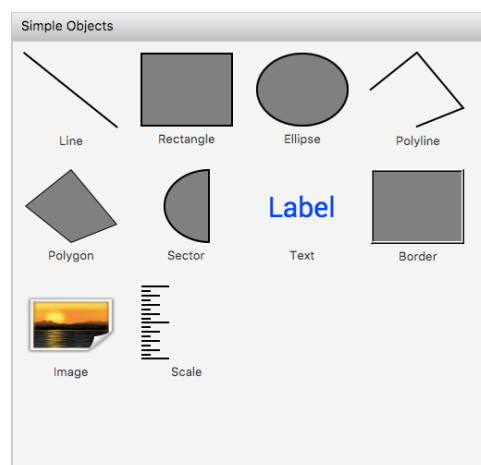 Simple Objects
Line
Rectangle
Ellipse
Polyline
Label
Polygon
Sector
Text
Border
Image
Scale